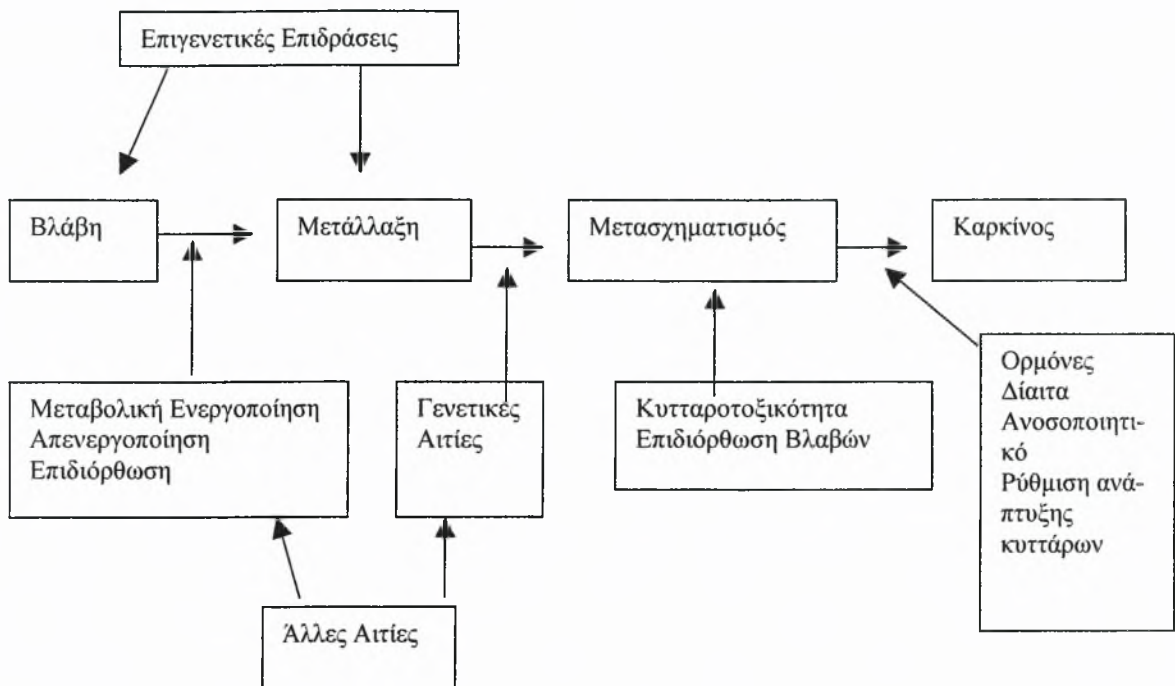 Επιγενετικές Επιδράσεις
Βλάβη
Μετάλλαξη
Μετασχηματισμός
Καρκίνος
Μεταβολική Ενεργοποίηση
Απενεργοποίηση
Επιδιόρθωση
Γενετικές
Αιτίες
Κυτταροτοξικότητα
Επιδιόρθωση Βλαβών
Ορμόνες
Δίαιτα
Ανοσοποιητι-
κό
Ρύθμιση ανά-
πτυξης
κυττάρων
Άλλες Αιτίες